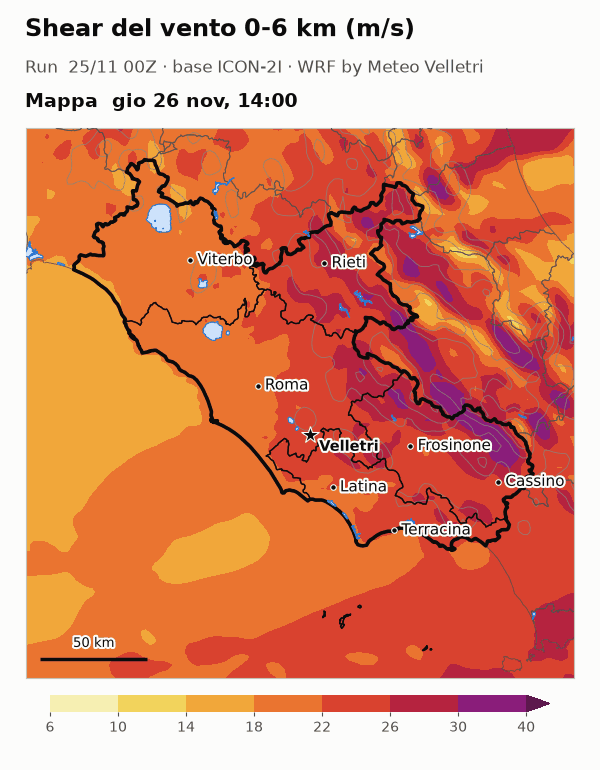 Shear del vento 0-6 km (m/s)
Run  25/11 00Z · base ICON-2I · WRF by Meteo Velletri
Mappa  gio 26 nov, 14:00
Viterbo
Rieti
Roma
Velletri
Frosinone
Cassino
Latina
Terracina
50 km
6 10 14 18 22 26 30 40